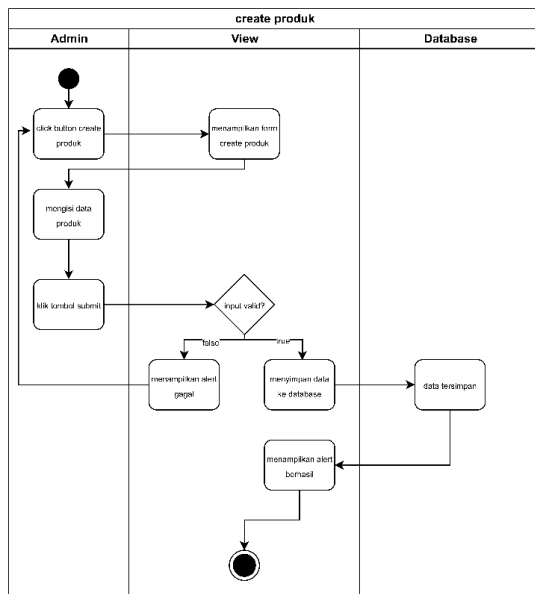 create produk
Admin
View
Database
click button create
produk
menampilkan form
create produk
mengisi data
produk
klik tombol submit
input valid?
false
true
menampilkan alert
gagal
menyimpan data
ke database
data tersimpan
menampilkan alert
berhasil